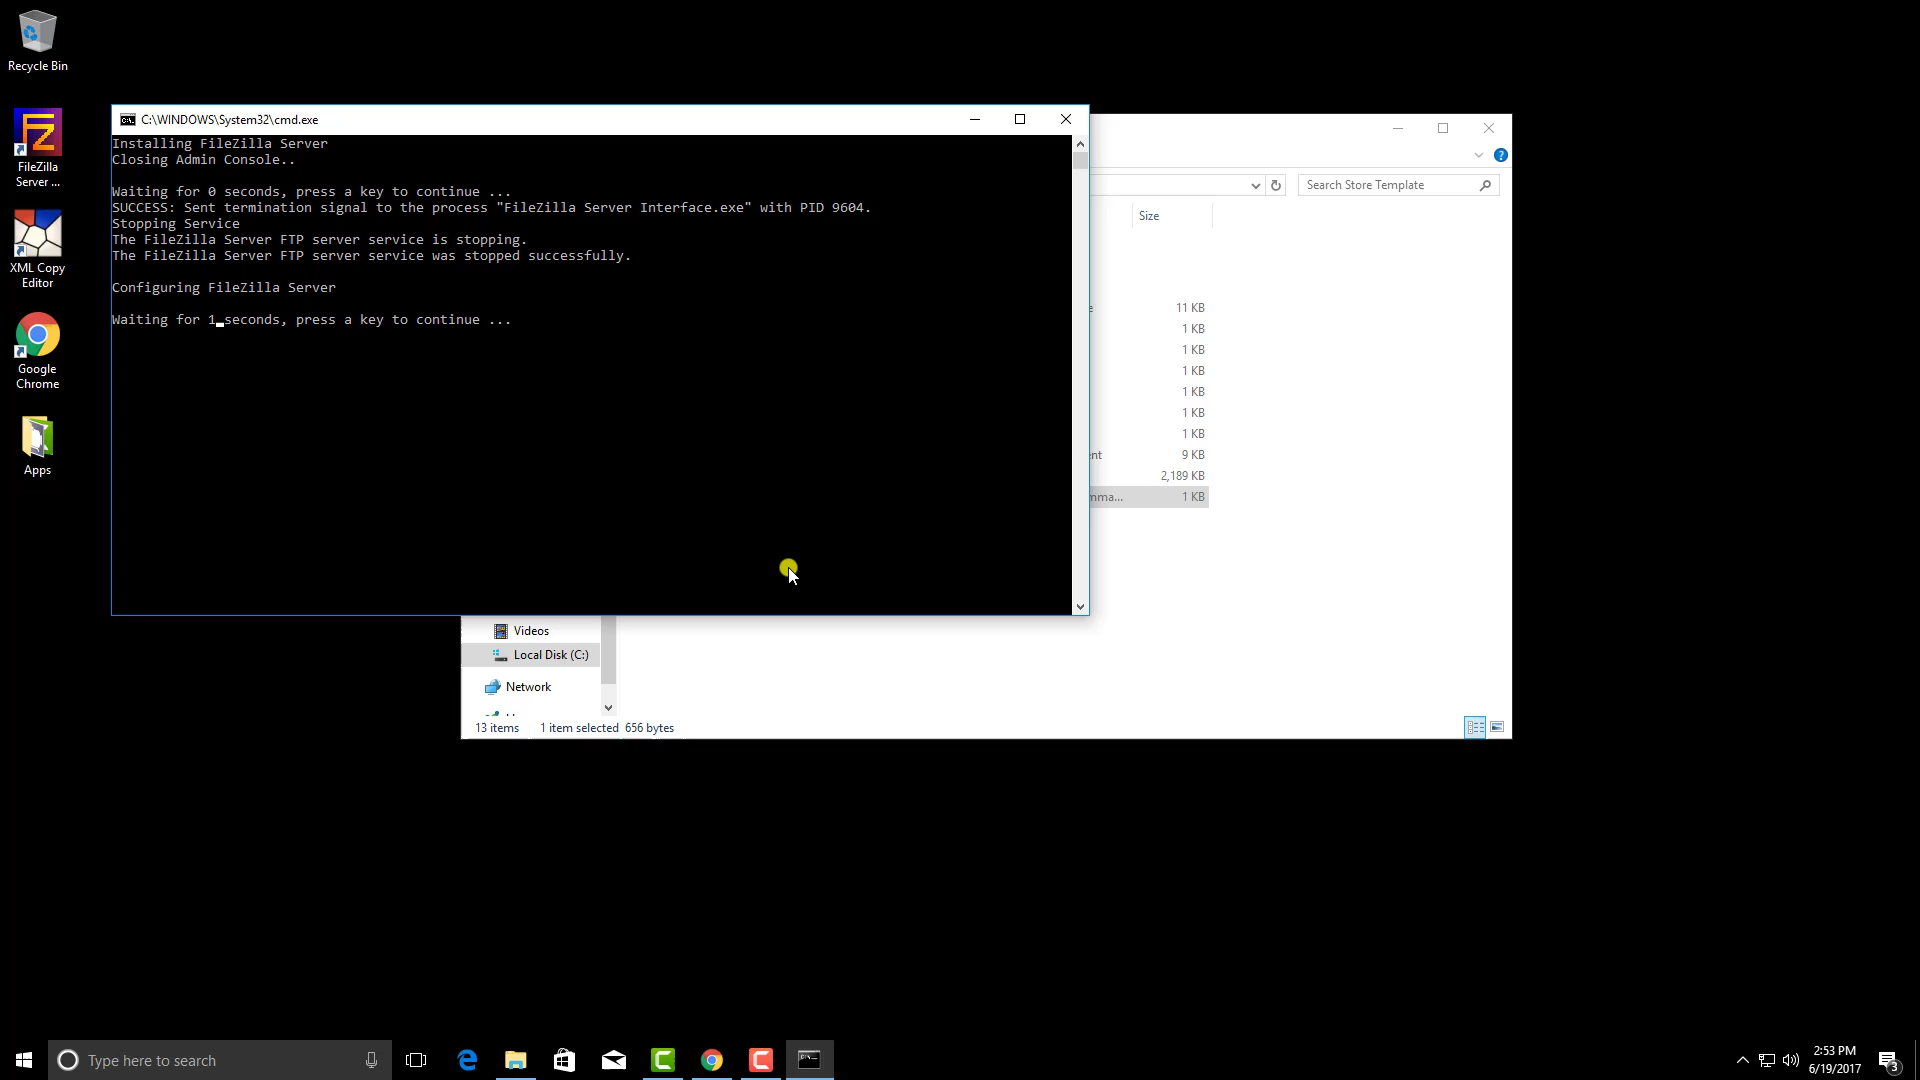 Recycle Bin
FileZilla
Server ...
XML Copy
Editor
Google
Chrome
Apps
C:\WINDOWS\System32\cmd.exe
Installing FileZilla Server
Closing Admin Console..
Waiting for 0 seconds, press a key to continue ...
SUCCESS: Sent termination signal to the process "FileZilla Server Interface.exe" with PID 9604.
Stopping Service
The FileZilla Server FTP server service is stopping.
The FileZilla Server FTP server service was stopped successfully.
Configuring FileZilla Server
Waiting for 1 seconds, press a key to continue ...
Search Store Template
Size
e 11 KB
1 KB
1 KB
1 KB
1 KB
1 KB
1 KB
ent 9 KB
2,189 KB
mma... 1 KB
Videos
Local Disk (C:)
Network
13 items 1 item selected 656 bytes
Type here to search
2:53 PM
6/19/2017
3